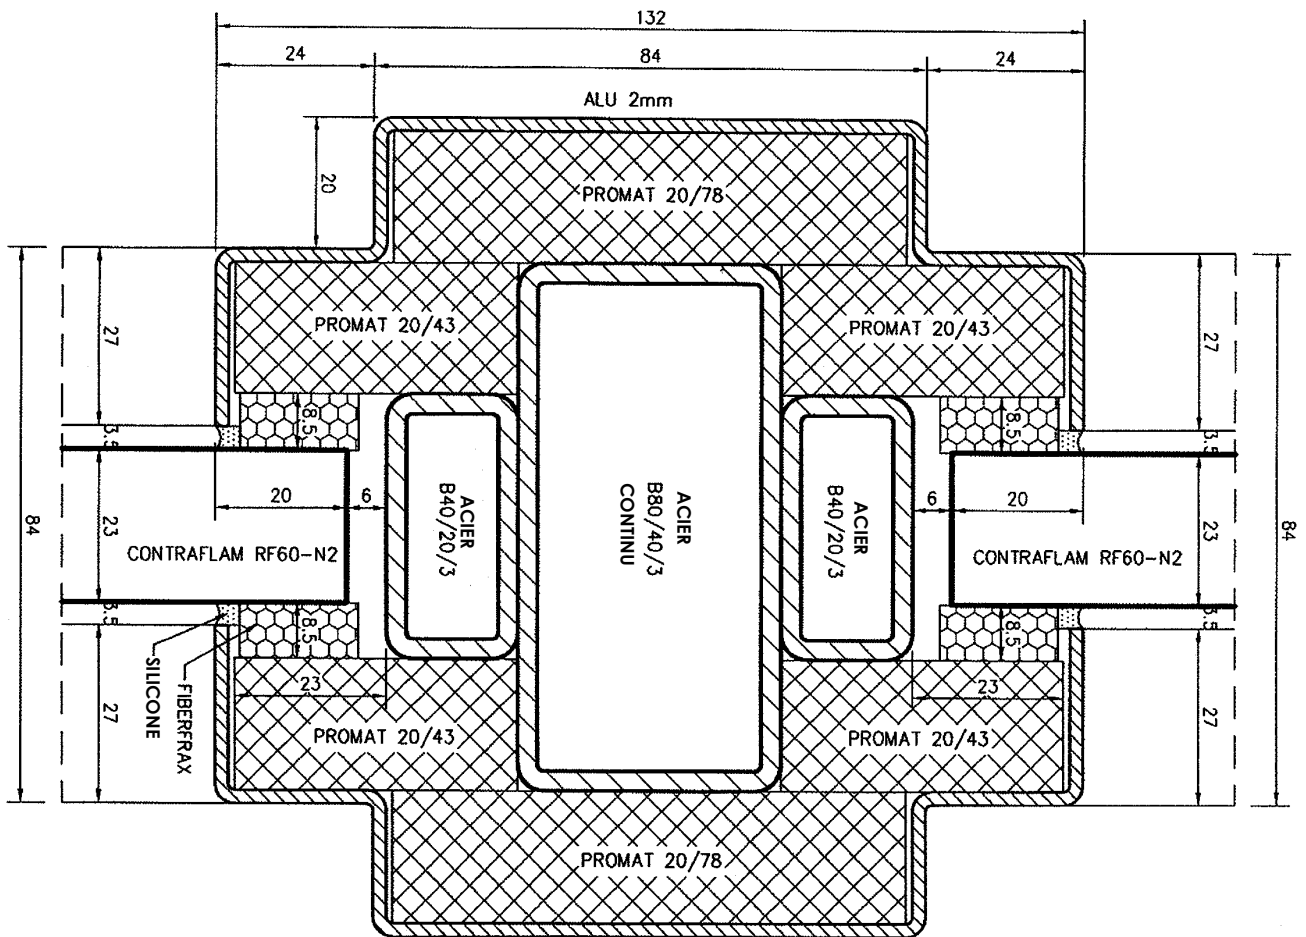 132
24
84
24
ALU 2mm
20
PROMAT 20/78
PROMAT 20/43
PROMAT 20/43
27
27
8.5
8.5
3.5
3.5
84
23
20
6
ACIER
B40/20/3
ACIER
B80/40/3
CONTINU
ACIER
B40/20/3
6
20
23
84
CONTRAFLAM RF60-N2
CONTRAFLAM RF60-N2
3.5
3.5
8.5
8.5
SILICONE
FIBERFRAX
23
23
27
27
PROMAT 20/43
PROMAT 20/43
PROMAT 20/78